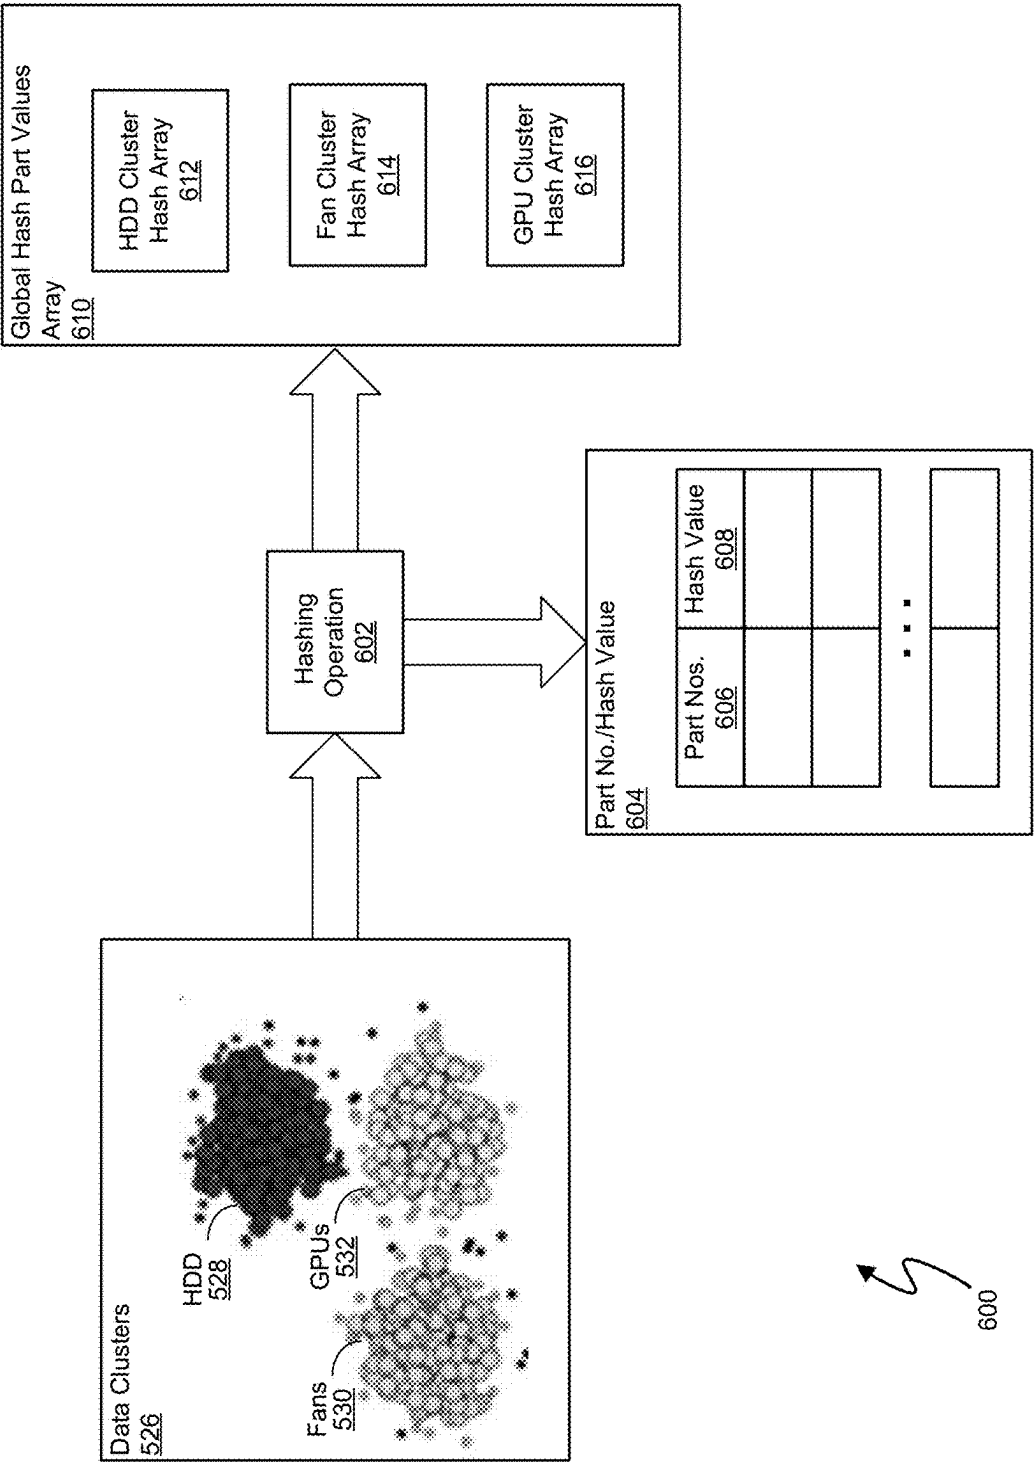 Data Clusters
526
HDD
528
GPUs
532
Fans
530
Hashing
Operation
602
Part No./Hash Value
604
Part Nos.
606
Hash Value
608
Global Hash Part Values
Array
610
HDD Cluster
Hash Array
612
Fan Cluster
Hash Array
614
GPU Cluster
Hash Array
616
600